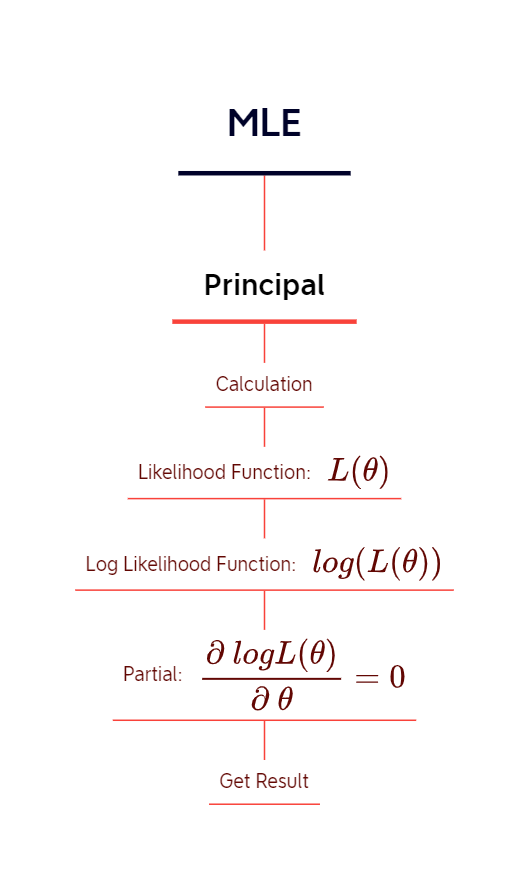 MLE
Principal
Calculation
Likelihood Function: L(θ)
Log Likelihood Function: log(L(θ))
Partial: ∂ logL(θ) / ∂ θ = 0
Get Result